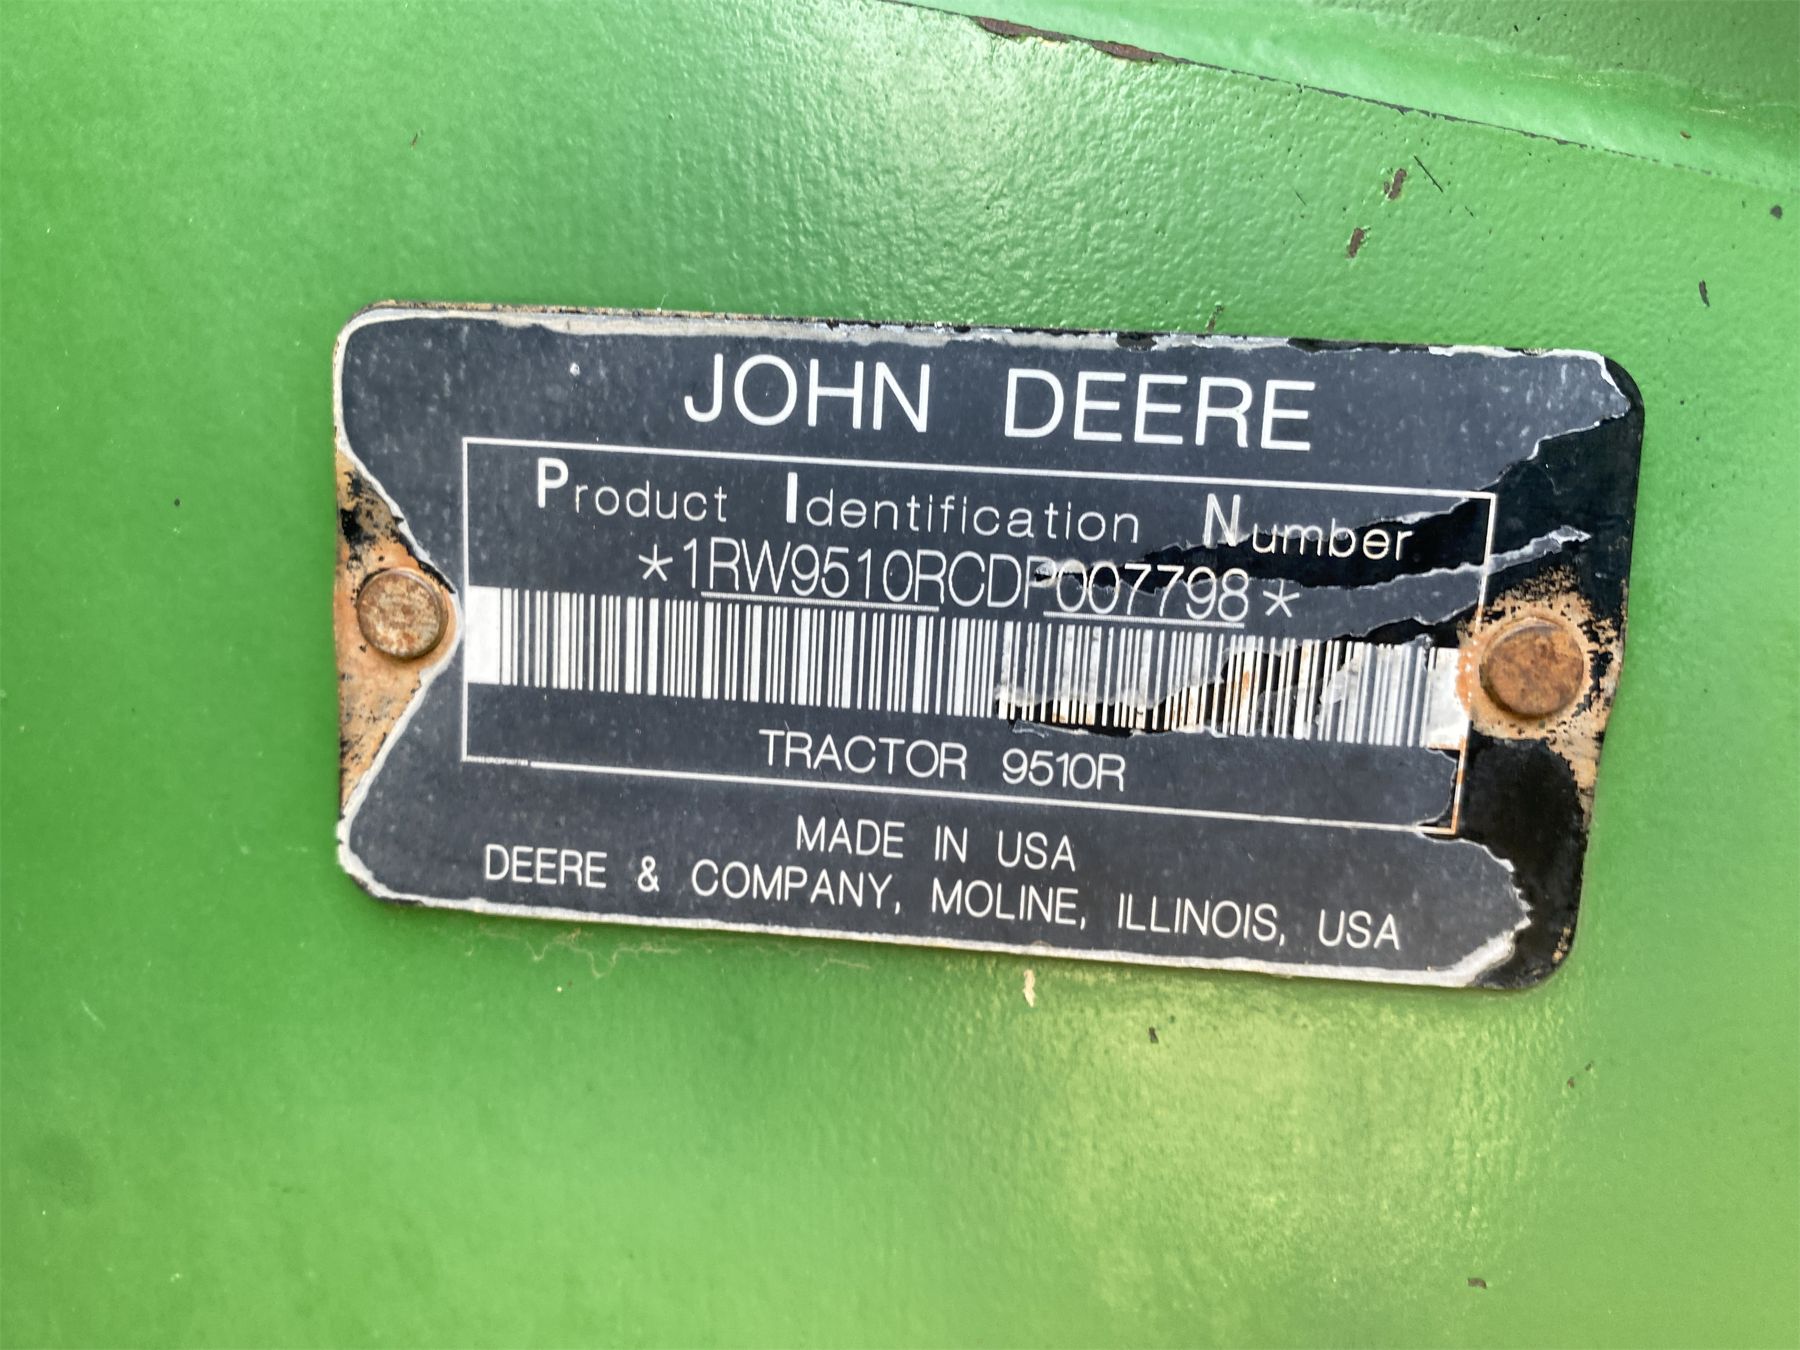 JOHN DEERE
Product Identification Number
*1RW9510RCDP007798*
TRACTOR 9510R
MADE IN USA
DEERE & COMPANY, MOLINE, ILLINOIS, USA